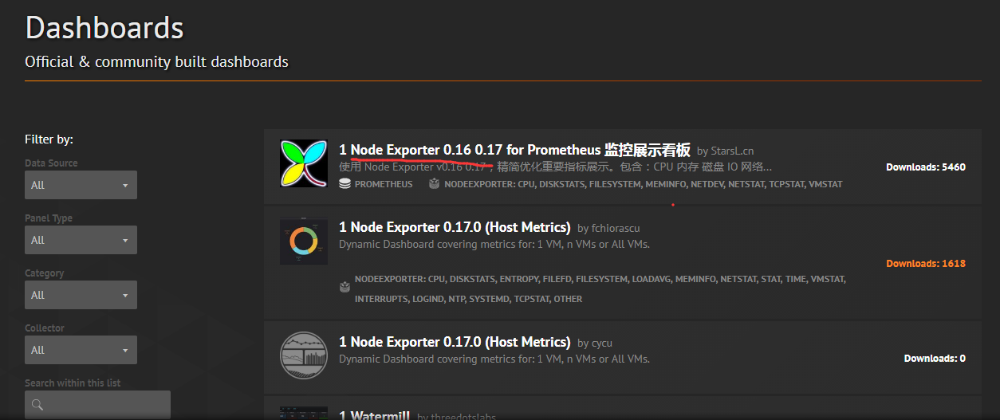 Dashboards
Official & community built dashboards
Filter by:
Data Source
All
Panel Type
All
Category
All
Collector
All
Search within this list
1 Node Exporter 0.16 0.17 for Prometheus 监控展示看板 by StarsL.cn
使用 Node Exporter v0.16 0.17，精简优化重要指标展示。包含：CPU 内存 磁盘 IO 网络...
PROMETHEUS NODEEXPORTER: CPU, DISKSTATS, FILESYSTEM, MEMINFO, NETDEV, NETSTAT, TCPSTAT, VMSTAT
Downloads: 5460
1 Node Exporter 0.17.0 (Host Metrics) by fchiorascu
Dynamic Dashboard covering metrics for: 1 VM, n VMs or All VMs.
Downloads: 1618
NODEEXPORTER: CPU, DISKSTATS, ENTROPY, FILEFD, FILESYSTEM, LOADAVG, MEMINFO, NETSTAT, STAT, TIME, VMSTAT,
INTERRUPTS, LOGIND, NTP, SYSTEMD, TCPSTAT, OTHER
1 Node Exporter 0.17.0 (Host Metrics) by cycu
Dynamic Dashboard covering metrics for: 1 VM, n VMs or All VMs.
Downloads: 0
1 Watermill by threedotslabs